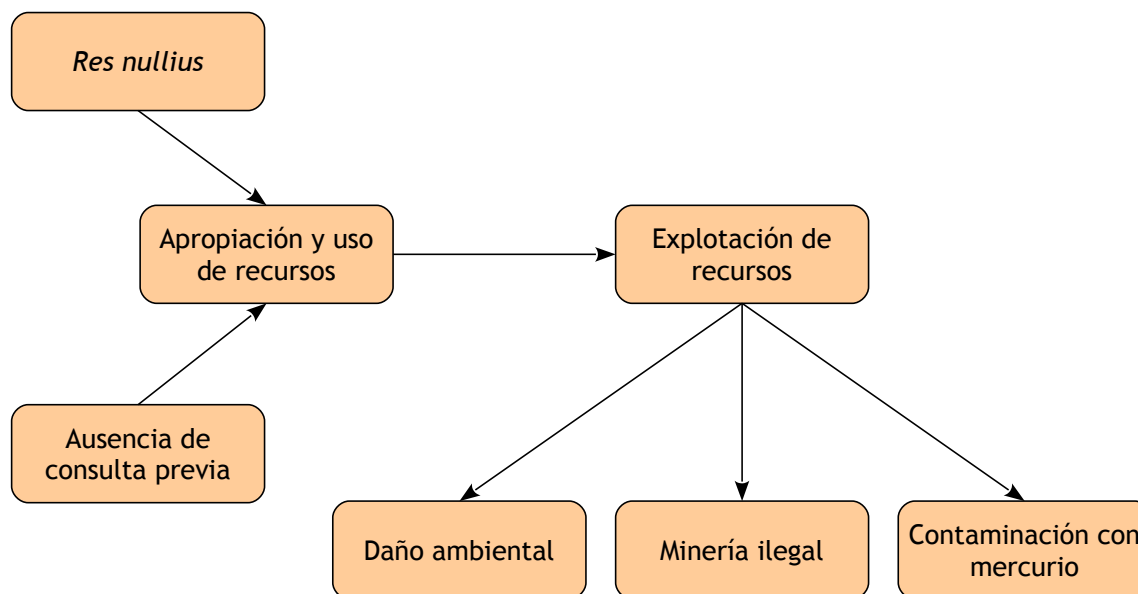 Res nullius
Apropiación y uso
de recursos
Explotación de
recursos
Ausencia de
consulta previa
Daño ambiental
Minería ilegal
Contaminación con
mercurio